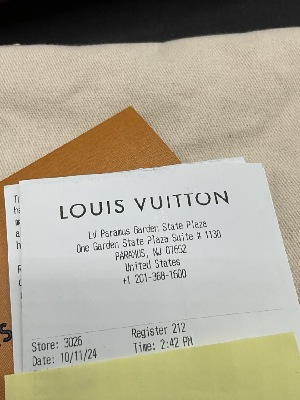 LOUIS VUITTON
LV Paramus Garden State Plaza
One Garden State Plaza Suite # 1130
PARAMUS, NJ 07652
United States
+1 201-368-1600
Store: 3026 Register 212
Date: 10/11/24 Time: 2:42 PM